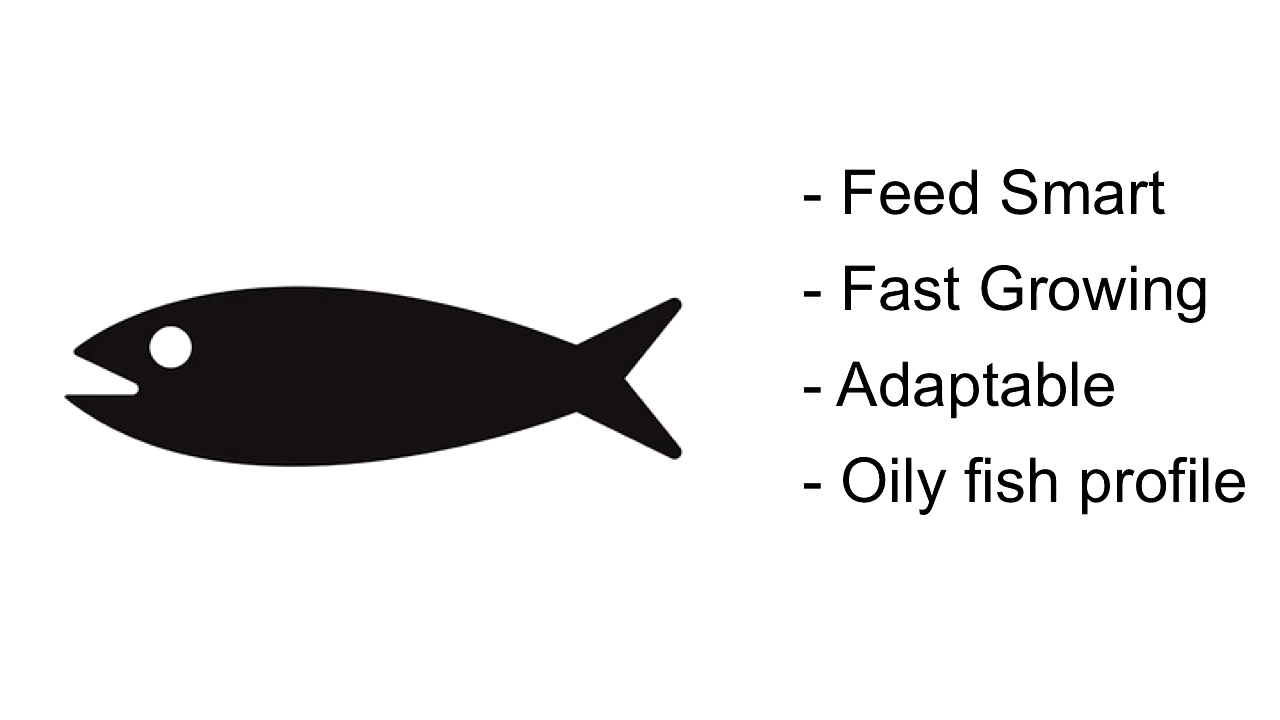 - Feed Smart
- Fast Growing
- Adaptable
- Oily fish profile